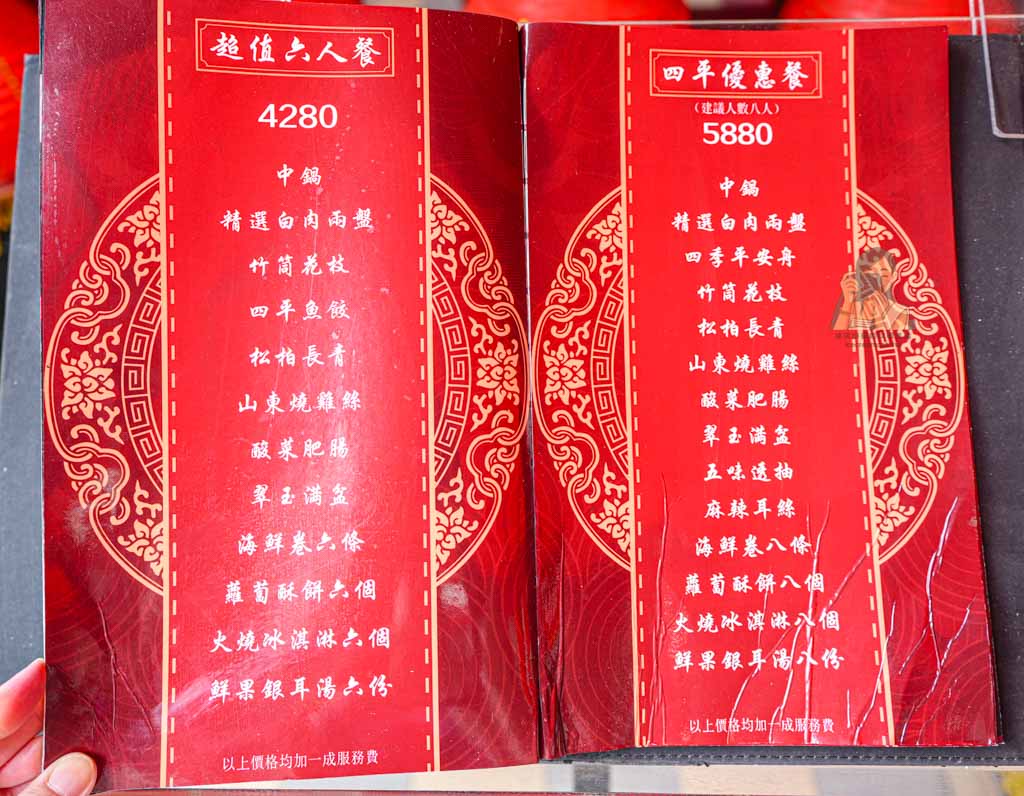 超值六人餐
4280
中鍋
精選白肉兩盤
竹筒花枝
四平魚餃
松柏長青
山東燒雞絲
酸菜肥腸
翠玉滿盆
海鮮卷六條
蘿蔔酥餅六個
火燒冰淇淋六個
鮮果銀耳湯六份
以上價格均加一成服務費
四平優惠餐
(建議人數八人)
5880
中鍋
精選白肉兩盤
四季平安舟
竹筒花枝
松柏長青
山東燒雞絲
酸菜肥腸
翠玉滿盆
五味透抽
麻辣耳絲
海鮮卷八條
蘿蔔酥餅八個
火燒冰淇淋八個
鮮果銀耳湯八份
以上價格均加一成服務費